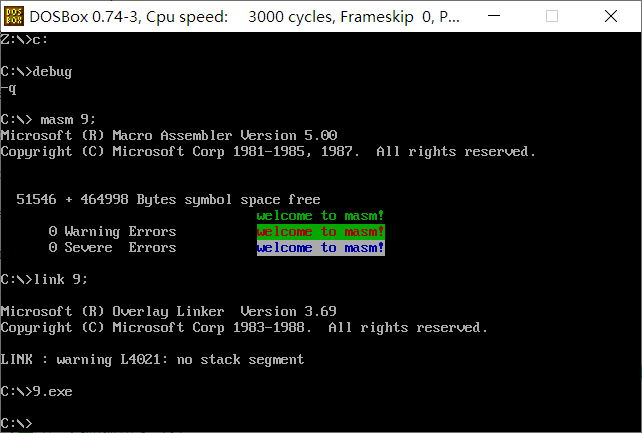 DOSBox 0.74-3, Cpu speed: 3000 cycles, Frameskip 0, P...
Z:\>c:
C:\>debug
-q
C:\> masm 9;
Microsoft (R) Macro Assembler Version 5.00
Copyright (C) Microsoft Corp 1981-1985, 1987. All rights reserved.
51546 + 464998 Bytes symbol space free
welcome to masm!
0 Warning Errors welcome to masm!
0 Severe Errors welcome to masm!
C:\>link 9;
Microsoft (R) Overlay Linker Version 3.69
Copyright (C) Microsoft Corp 1983-1988. All rights reserved.
LINK : warning L4021: no stack segment
C:\>9.exe
C:\>